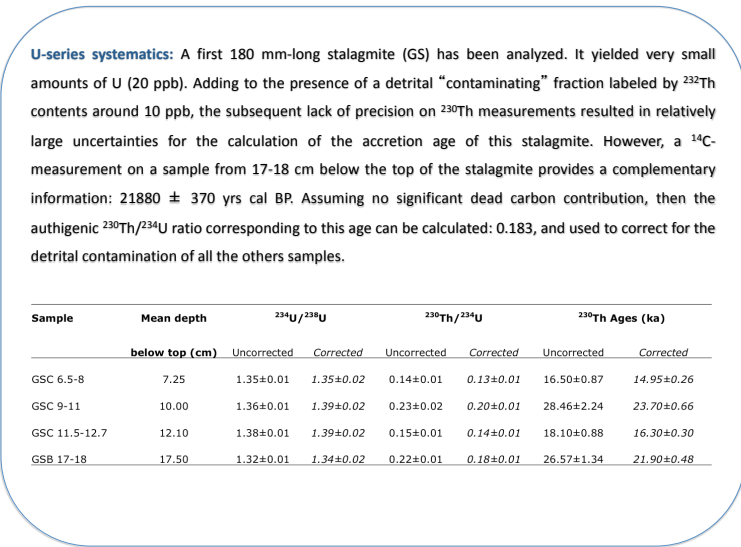 U-series systematics: A first 180 mm-long stalagmite (GS) has been analyzed. It yielded very small
amounts of U (20 ppb). Adding to the presence of a detrital “contaminating” fraction labeled by ²³²Th
contents around 10 ppb, the subsequent lack of precision on ²³⁰Th measurements resulted in relatively
large uncertainties for the calculation of the accretion age of this stalagmite. However, a ¹⁴C-
measurement on a sample from 17-18 cm below the top of the stalagmite provides a complementary
information: 21880 ± 370 yrs cal BP. Assuming no significant dead carbon contribution, then the
authigenic ²³⁰Th/²³⁴U ratio corresponding to this age can be calculated: 0.183, and used to correct for the
detrital contamination of all the others samples.
Sample Mean depth ²³⁴U/²³⁸U ²³⁰Th/²³⁴U ²³⁰Th Ages (ka)
below top (cm) Uncorrected Corrected Uncorrected Corrected Uncorrected Corrected
GSC 6.5-8 7.25 1.35±0.01 1.35±0.02 0.14±0.01 0.13±0.01 16.50±0.87 14.95±0.26
GSC 9-11 10.00 1.36±0.01 1.39±0.02 0.23±0.02 0.20±0.01 28.46±2.24 23.70±0.66
GSC 11.5-12.7 12.10 1.38±0.01 1.39±0.02 0.15±0.01 0.14±0.01 18.10±0.88 16.30±0.30
GSB 17-18 17.50 1.32±0.01 1.34±0.02 0.22±0.01 0.18±0.01 26.57±1.34 21.90±0.48